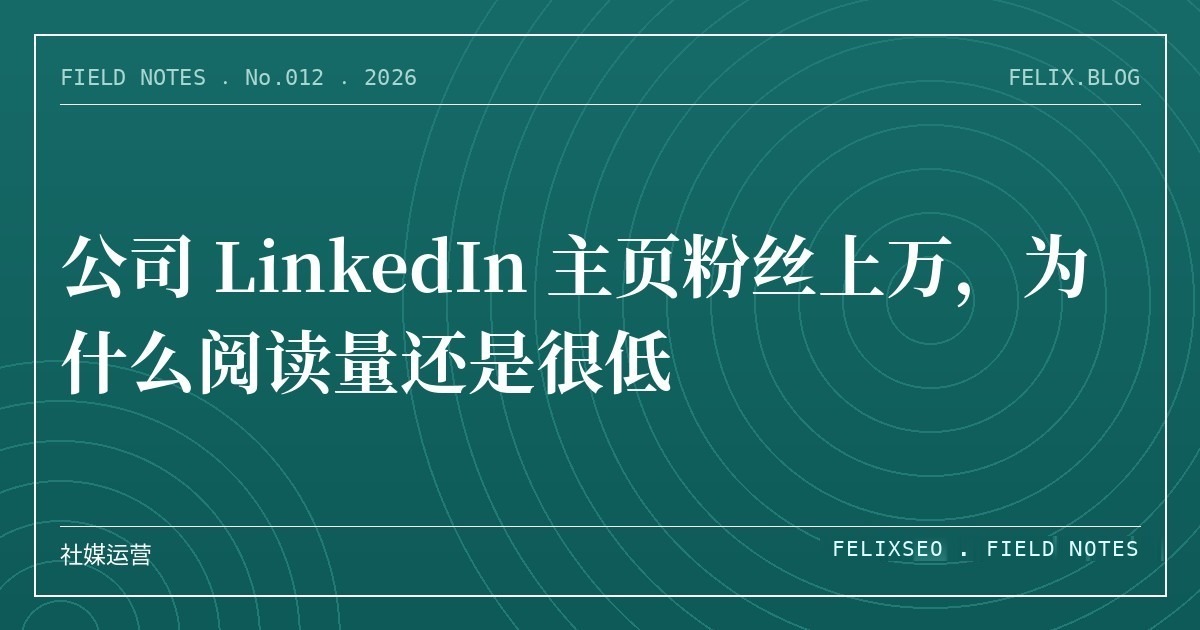 FIELD NOTES . No.012 . 2026
FELIX.BLOG
公司 LinkedIn 主页粉丝上万，为
什么阅读量还是很低
社媒运营
FELIXSEO . FIELD NOTES